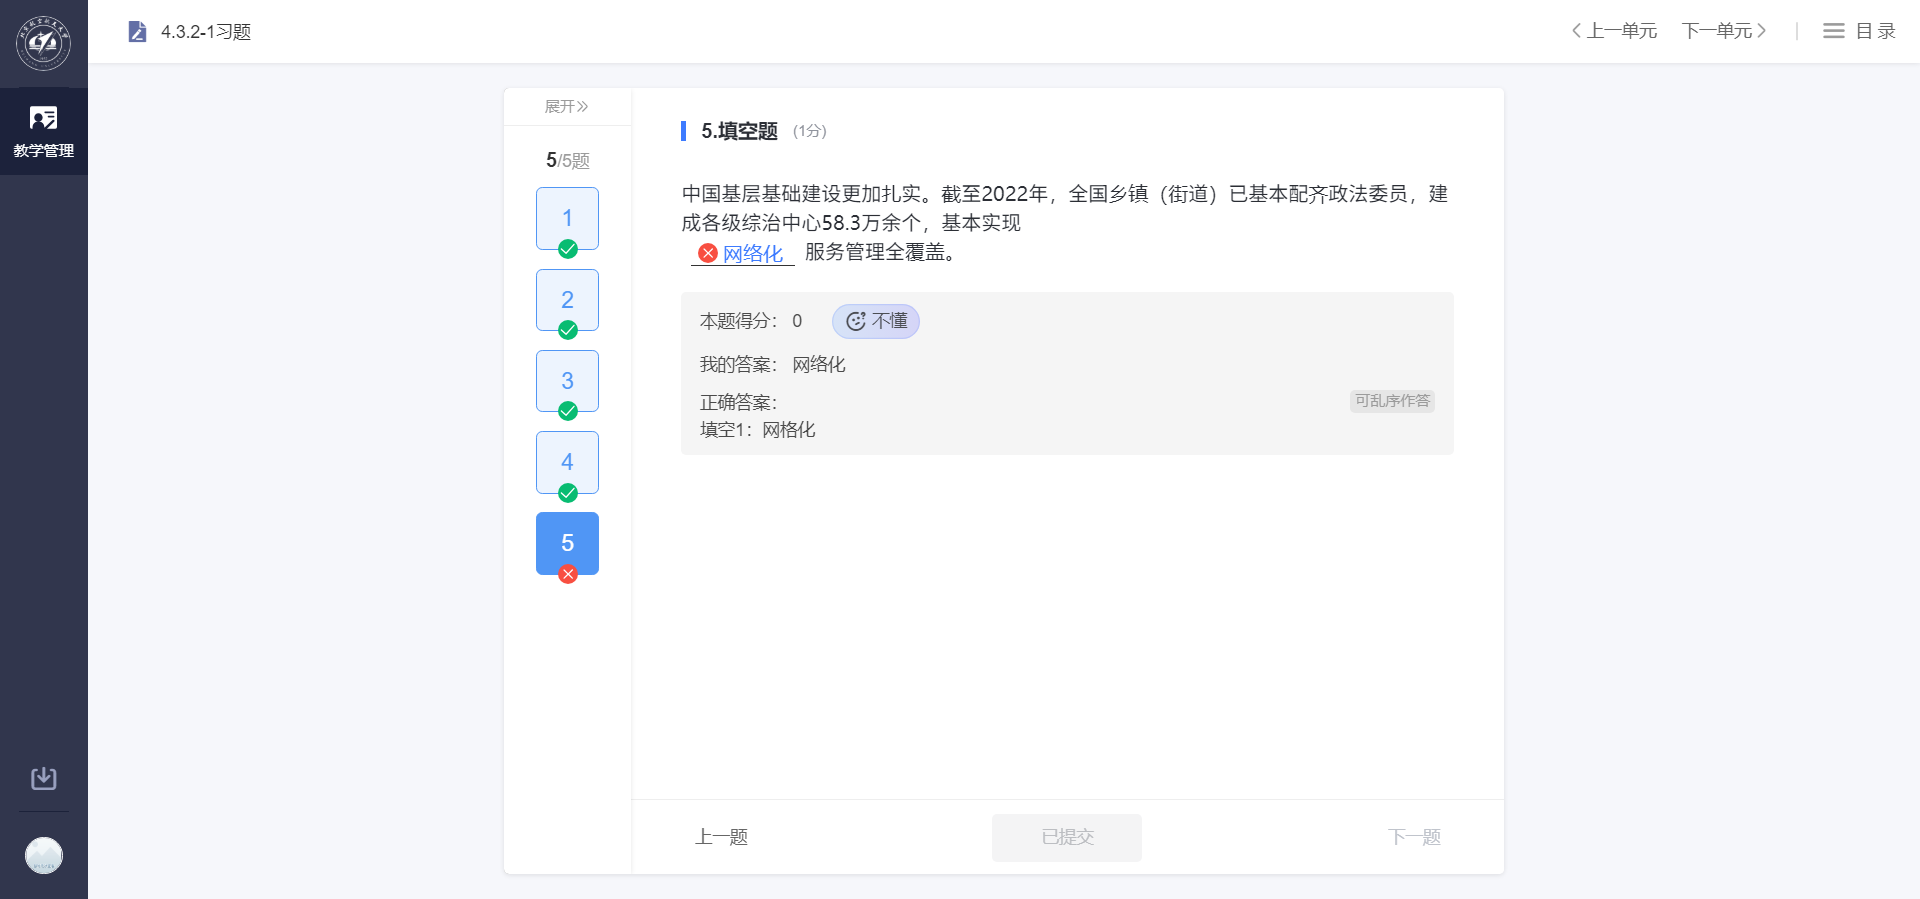 4.3.2-1习题
上一单元
下一单元
目录
教学管理
展开
5/5题
1
2
3
4
5
5.填空题 (1分)
中国基层基础建设更加扎实。截至2022年，全国乡镇（街道）已基本配齐政法委员，建
成各级综治中心58.3万余个，基本实现
网络化 服务管理全覆盖。
本题得分： 0 不懂
我的答案： 网络化
正确答案：
可乱序作答
填空1：网格化
上一题
已提交
下一题